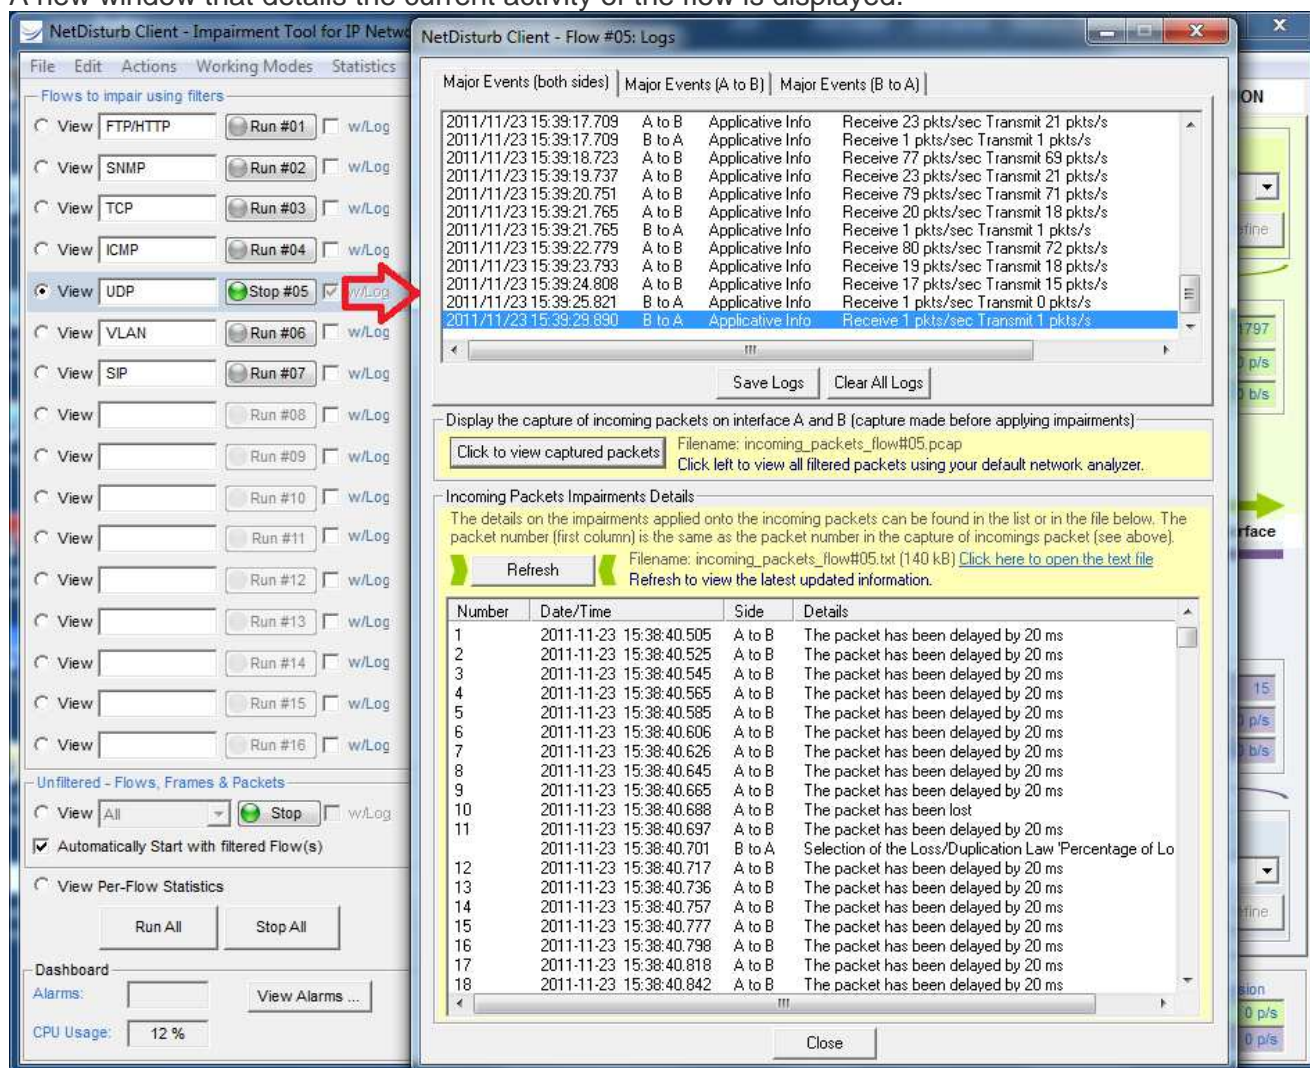 A new window that details the current activity of the flow is displayed.
NetDisturb Client - Impairment Tool for IP Netwo
File Edit Actions Working Modes Statistics
Flows to impair using filters
View FTP/HTTP Run #01 w/Log
View SNMP Run #02 w/Log
View TCP Run #03 w/Log
View ICMP Run #04 w/Log
View UDP Stop #05 w/Log
View VLAN Run #06 w/Log
View SIP Run #07 w/Log
View Run #08 w/Log
View Run #09 w/Log
View Run #10 w/Log
View Run #11 w/Log
View Run #12 w/Log
View Run #13 w/Log
View Run #14 w/Log
View Run #15 w/Log
View Run #16 w/Log
Unfiltered - Flows, Frames & Packets
View All Stop w/Log
Automatically Start with filtered Flow(s)
View Per-Flow Statistics
Run All Stop All
Dashboard
Alarms: View Alarms ...
CPU Usage: 12 %
NetDisturb Client - Flow #05: Logs
Major Events (both sides) Major Events (A to B) Major Events (B to A)
2011/11/23 15:39:17.709 A to B Applicative Info Receive 23 pkts/sec Transmit 21 pkts/s
2011/11/23 15:39:17.709 B to A Applicative Info Receive 1 pkts/sec Transmit 1 pkts/s
2011/11/23 15:39:18.723 A to B Applicative Info Receive 77 pkts/sec Transmit 69 pkts/s
2011/11/23 15:39:19.737 A to B Applicative Info Receive 23 pkts/sec Transmit 21 pkts/s
2011/11/23 15:39:20.751 A to B Applicative Info Receive 79 pkts/sec Transmit 71 pkts/s
2011/11/23 15:39:21.765 A to B Applicative Info Receive 20 pkts/sec Transmit 18 pkts/s
2011/11/23 15:39:21.765 B to A Applicative Info Receive 1 pkts/sec Transmit 1 pkts/s
2011/11/23 15:39:22.779 A to B Applicative Info Receive 80 pkts/sec Transmit 72 pkts/s
2011/11/23 15:39:23.793 A to B Applicative Info Receive 19 pkts/sec Transmit 18 pkts/s
2011/11/23 15:39:24.808 A to B Applicative Info Receive 17 pkts/sec Transmit 15 pkts/s
2011/11/23 15:39:25.821 B to A Applicative Info Receive 1 pkts/sec Transmit 0 pkts/s
2011/11/23 15:39:29.890 B to A Applicative Info Receive 1 pkts/sec Transmit 1 pkts/s
Save Logs Clear All Logs
Display the capture of incoming packets on interface A and B (capture made before applying impairments)
Click to view captured packets
Filename: incoming_packets_flow#05.pcap
Click left to view all filtered packets using your default network analyzer.
Incoming Packets Impairments Details
The details on the impairments applied onto the incoming packets can be found in the list or in the file below. The
packet number (first column) is the same as the packet number in the capture of incomings packet (see above).
Refresh
Filename: incoming_packets_flow#05.txt (140 kB) Click here to open the text file
Refresh to view the latest updated information.
Number Date/Time Side Details
1 2011-11-23 15:38:40.505 A to B The packet has been delayed by 20 ms
2 2011-11-23 15:38:40.525 A to B The packet has been delayed by 20 ms
3 2011-11-23 15:38:40.545 A to B The packet has been delayed by 20 ms
4 2011-11-23 15:38:40.565 A to B The packet has been delayed by 20 ms
5 2011-11-23 15:38:40.585 A to B The packet has been delayed by 20 ms
6 2011-11-23 15:38:40.606 A to B The packet has been delayed by 20 ms
7 2011-11-23 15:38:40.626 A to B The packet has been delayed by 20 ms
8 2011-11-23 15:38:40.645 A to B The packet has been delayed by 20 ms
9 2011-11-23 15:38:40.665 A to B The packet has been delayed by 20 ms
10 2011-11-23 15:38:40.688 A to B The packet has been lost
11 2011-11-23 15:38:40.697 A to B The packet has been delayed by 20 ms
2011-11-23 15:38:40.701 B to A Selection of the Loss/Duplication Law 'Percentage of Lo
12 2011-11-23 15:38:40.717 A to B The packet has been delayed by 20 ms
13 2011-11-23 15:38:40.736 A to B The packet has been delayed by 20 ms
14 2011-11-23 15:38:40.757 A to B The packet has been delayed by 20 ms
15 2011-11-23 15:38:40.777 A to B The packet has been delayed by 20 ms
16 2011-11-23 15:38:40.798 A to B The packet has been delayed by 20 ms
17 2011-11-23 15:38:40.818 A to B The packet has been delayed by 20 ms
18 2011-11-23 15:38:40.842 A to B The packet has been delayed by 20 ms
Close
ON
fine
1797
0 p/s
0 b/s
rface
15
0 p/s
0 b/s
fine
sion
0 p/s
0 p/s